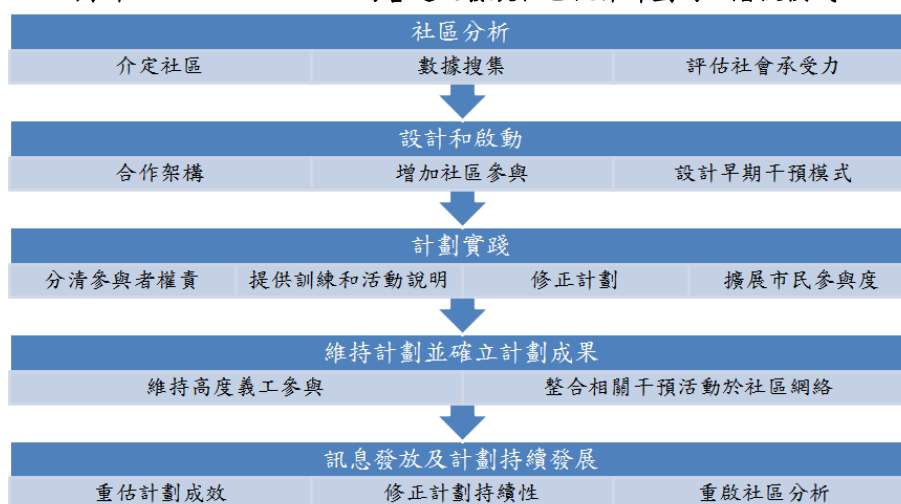 社區分析
介定社區 數據搜集 評估社會承受力
設計和啟動
合作架構 增加社區參與 設計早期干預模式
計劃實踐
分清參與者權責 提供訓練和活動說明 修正計劃 擴展市民參與度
維持計劃並確立計劃成果
維持高度義工參與 整合相關干預活動於社區網絡
訊息發放及計劃持續發展
重估計劃成效 修正計劃持續性 重啟社區分析